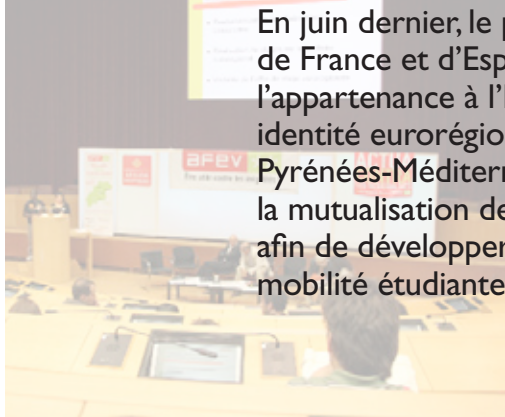 En juin dernier, le p
de France et d'Esp
l'appartenance à l'
identité eurorégio
Pyrénées-Méditerr
la mutualisation de
afin de développer
mobilité étudiante
afev